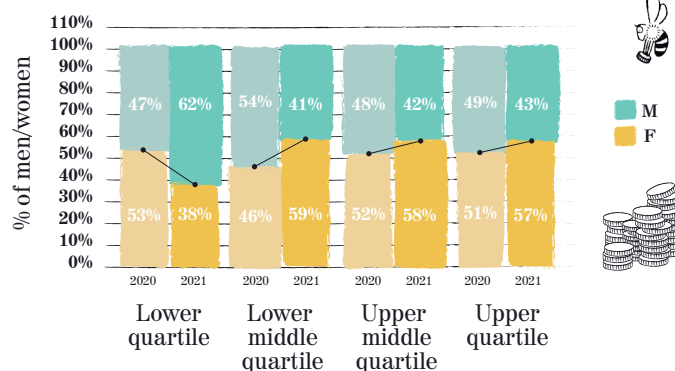 % of men/women
110%
100%
90%
80%
70%
60%
50%
40%
30%
20%
10%
0%
47% 62% 54% 41% 48% 42% 49% 43%
53% 38% 46% 59% 52% 58% 51% 57%
2020 2021 2020 2021 2020 2021 2020 2021
Lower
quartile
Lower
middle
quartile
Upper
middle
quartile
Upper
quartile
M
F